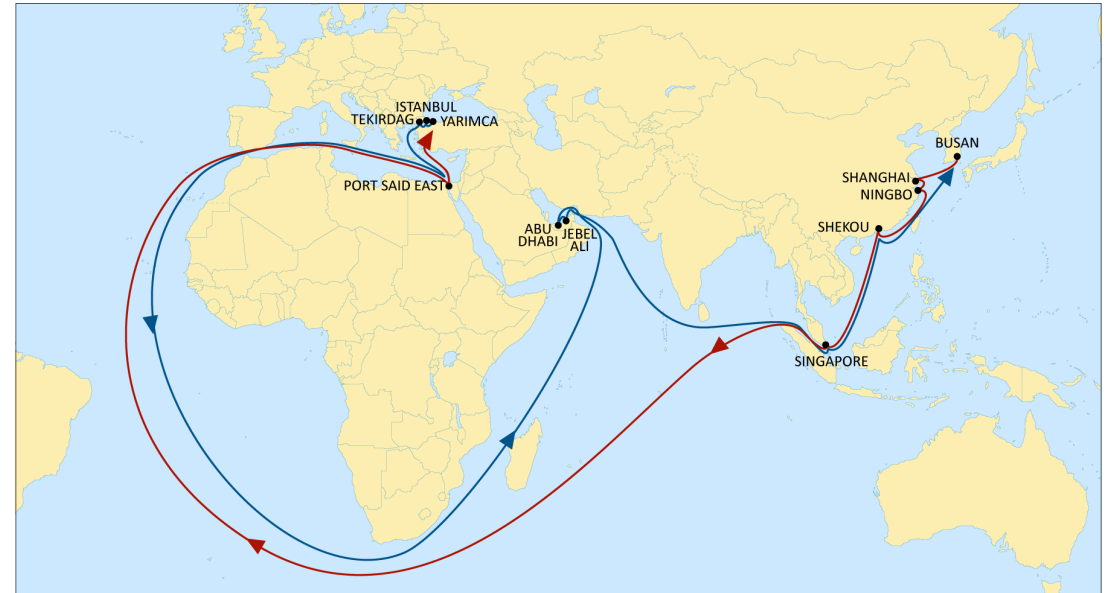 ISTANBUL
TEKIRDAG
YARIMCA
BUSAN
SHANGHAI
NINGBO
PORT SAID EAST
ABU
DHABI
JEBEL
ALI
SHEKOU
SINGAPORE